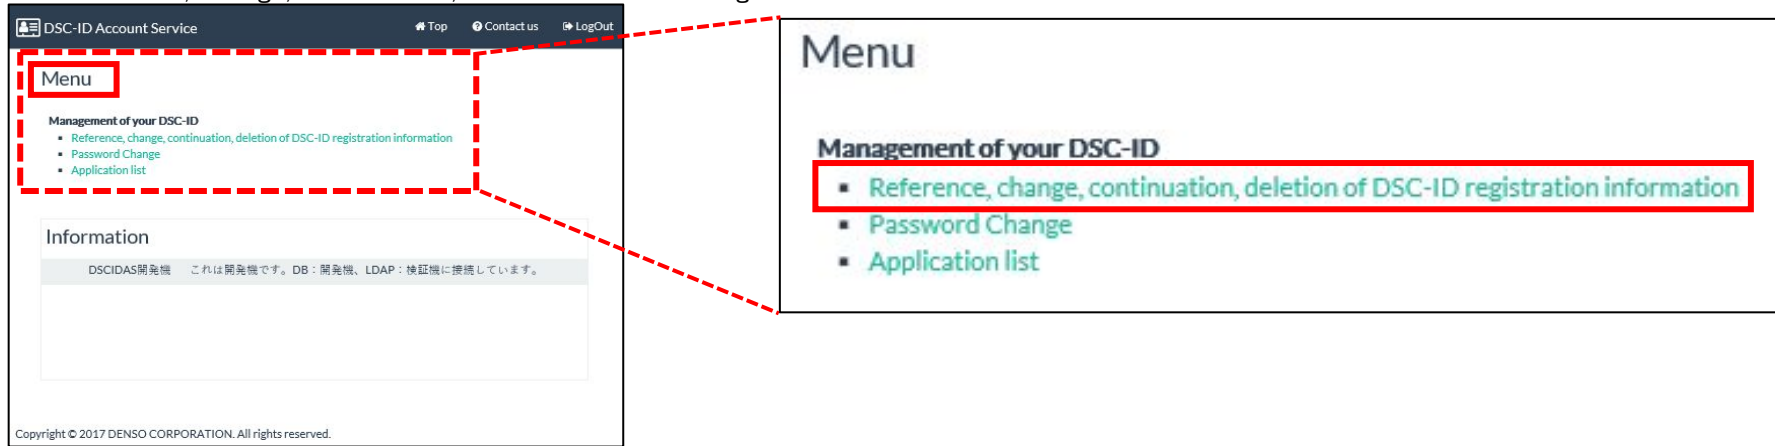 DSC-ID Account Service Top Contact us LogOut
Menu
Management of your DSC-ID
Reference, change, continuation, deletion of DSC-ID registration information
Password Change
Application list
Information
DSCIDAS開発機 これは開発機です。DB：開発機、LDAP：検証機に接続しています。
Copyright © 2017 DENSO CORPORATION. All rights reserved.
Menu
Management of your DSC-ID
Reference, change, continuation, deletion of DSC-ID registration information
Password Change
Application list